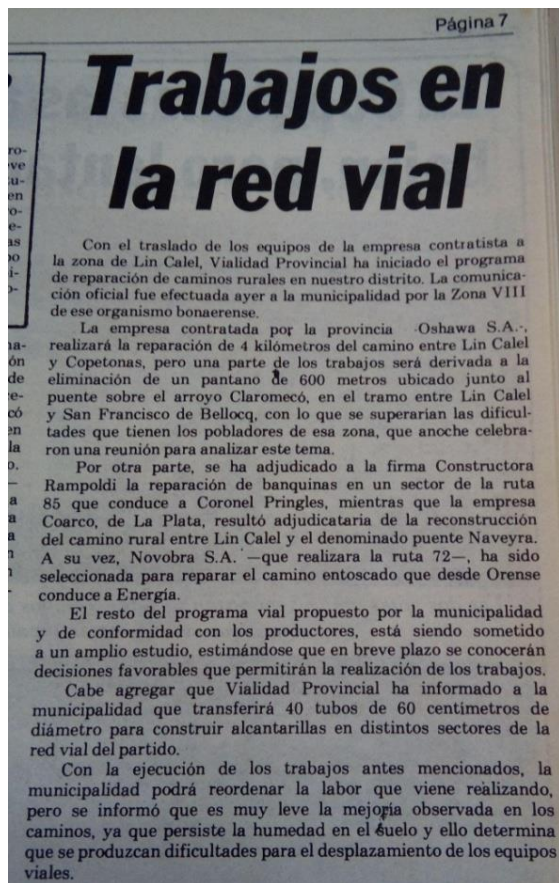 Página 7
Trabajos en
la red vial
Con el traslado de los equipos de la empresa contratista a
la zona de Lin Calel, Vialidad Provincial ha iniciado el programa
de reparación de caminos rurales en nuestro distrito. La comunica-
ción oficial fue efectuada ayer a la municipalidad por la Zona VIII
de ese organismo bonaerense.
La empresa contratada por la provincia -Oshawa S.A.-,
realizará la reparación de 4 kilómetros del camino entre Lin Calel
y Copetonas, pero una parte de los trabajos será derivada a la
eliminación de un pantano de 600 metros ubicado junto al
puente sobre el arroyo Claromecó, en el tramo entre Lin Calel
y San Francisco de Bellocq, con lo que se superarían las dificul-
tades que tienen los pobladores de esa zona, que anoche celebra-
ron una reunión para analizar este tema.
Por otra parte, se ha adjudicado a la firma Constructora
Rampoldi la reparación de banquinas en un sector de la ruta
85 que conduce a Coronel Pringles, mientras que la empresa
Coarco, de La Plata, resultó adjudicataria de la reconstrucción
del camino rural entre Lin Calel y el denominado puente Naveyra.
A su vez, Novobra S.A. —que realizara la ruta 72—, ha sido
seleccionada para reparar el camino entoscado que desde Orense
conduce a Energía.
El resto del programa vial propuesto por la municipalidad
y de conformidad con los productores, está siendo sometido
a un amplio estudio, estimándose que en breve plazo se conocerán
decisiones favorables que permitirán la realización de los trabajos.
Cabe agregar que Vialidad Provincial ha informado a la
municipalidad que transferirá 40 tubos de 60 centímetros de
diámetro para construir alcantarillas en distintos sectores de la
red vial del partido.
Con la ejecución de los trabajos antes mencionados, la
municipalidad podrá reordenar la labor que viene realizando,
pero se informó que es muy leve la mejoría observada en los
caminos, ya que persiste la humedad en el suelo y ello determina
que se produzcan dificultades para el desplazamiento de los equipos
viales.